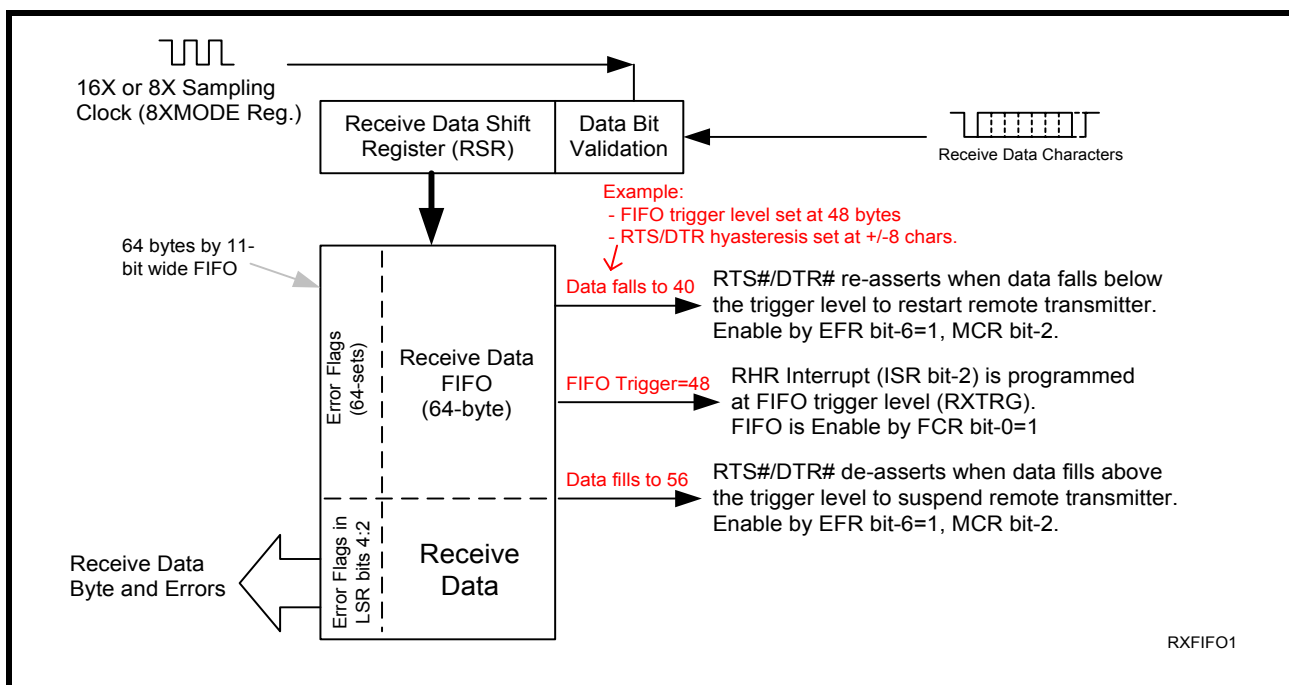 16X or 8X Sampling
Clock (8XMODE Reg.)
Receive Data Shift
Register (RSR)
Data Bit
Validation
Receive Data Characters
Example:
- FIFO trigger level set at 48 bytes
- RTS/DTR hyasteresis set at +/-8 chars.
64 bytes by 11-
bit wide FIFO
Data falls to 40
RTS#/DTR# re-asserts when data falls below
the trigger level to restart remote transmitter.
Enable by EFR bit-6=1, MCR bit-2.
Error Flags
(64-sets)
Receive Data
FIFO
(64-byte)
FIFO Trigger=48
RHR Interrupt (ISR bit-2) is programmed
at FIFO trigger level (RXTRG).
FIFO is Enable by FCR bit-0=1
Data fills to 56
RTS#/DTR# de-asserts when data fills above
the trigger level to suspend remote transmitter.
Enable by EFR bit-6=1, MCR bit-2.
Receive Data
Byte and Errors
Error Flags in
LSR bits 4:2
Receive
Data
RXFIFO1